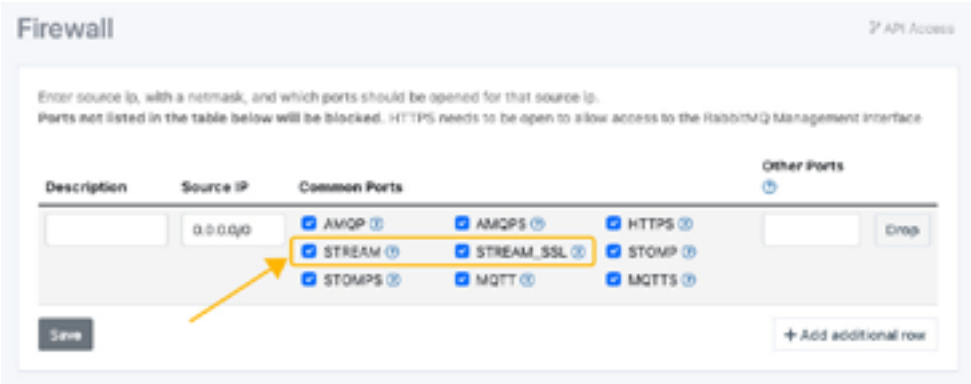 Firewall
API Access
Enter source ip, with a netmask, and which ports should be opened for that source ip.
Ports not listed in the table below will be blocked. HTTPS needs to be open to allow access to the RabbitMQ Management Interface
Other Ports
Description Source IP Common Ports
0.0.0.0/0 AMQP AMQPS HTTPS Drop
STREAM STREAM_SSL STOMP
STOMPS MQTT MQTTS
Save + Add additional row